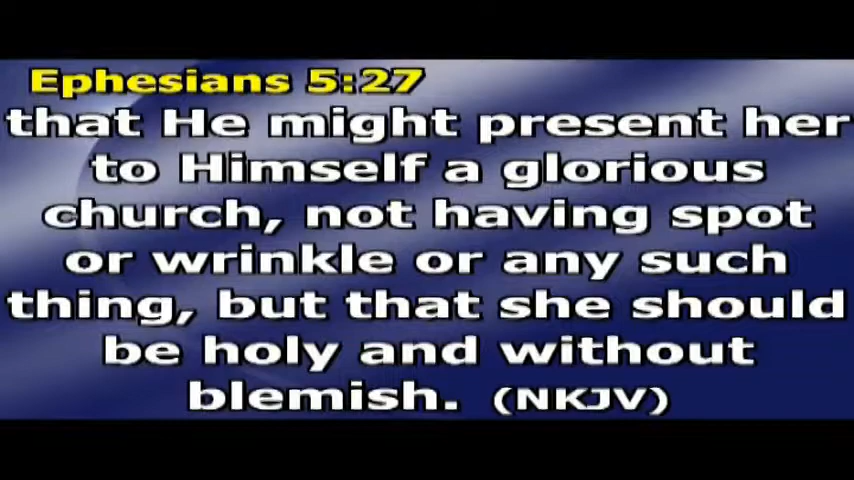 Ephesians 5:27
that He might present her
to Himself a glorious
church, not having spot
or wrinkle or any such
thing, but that she should
be holy and without
blemish. (NKJV)